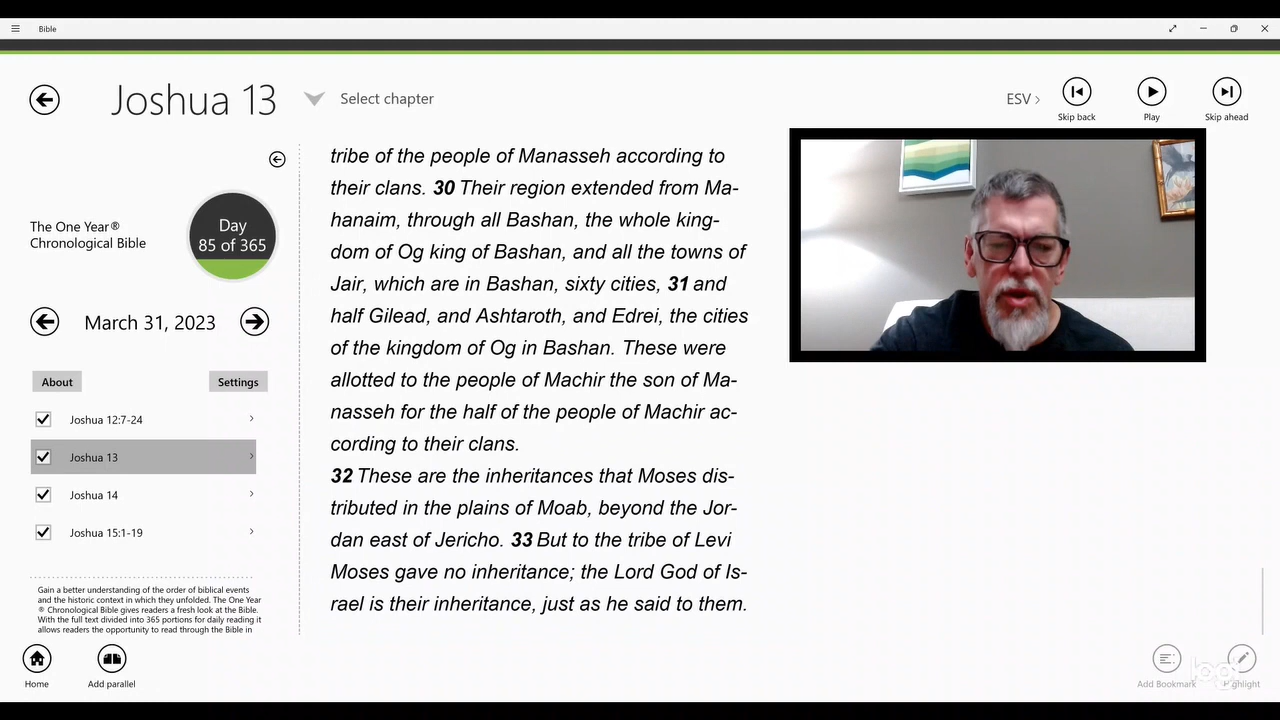 Bible
Joshua 13
Select chapter
ESV
Skip back
Play
Skip ahead
The One Year®
Chronological Bible
Day
85 of 365
March 31, 2023
About
Settings
Joshua 12:7-24
Joshua 13
Joshua 14
Joshua 15:1-19
Gain a better understanding of the order of biblical events
and the historic context in which they unfolded. The One Year
® Chronological Bible gives readers a fresh look at the Bible.
With the full text divided into 365 portions for daily reading it
allows readers the opportunity to read through the Bible in
tribe of the people of Manasseh according to
their clans. 30 Their region extended from Ma-
hanaim, through all Bashan, the whole king-
dom of Og king of Bashan, and all the towns of
Jair, which are in Bashan, sixty cities, 31 and
half Gilead, and Ashtaroth, and Edrei, the cities
of the kingdom of Og in Bashan. These were
allotted to the people of Machir the son of Ma-
nasseh for the half of the people of Machir ac-
cording to their clans.
32 These are the inheritances that Moses dis-
tributed in the plains of Moab, beyond the Jor-
dan east of Jericho. 33 But to the tribe of Levi
Moses gave no inheritance; the Lord God of Is-
rael is their inheritance, just as he said to them.
Home
Add parallel
Add Bookmark
Highlight
logi